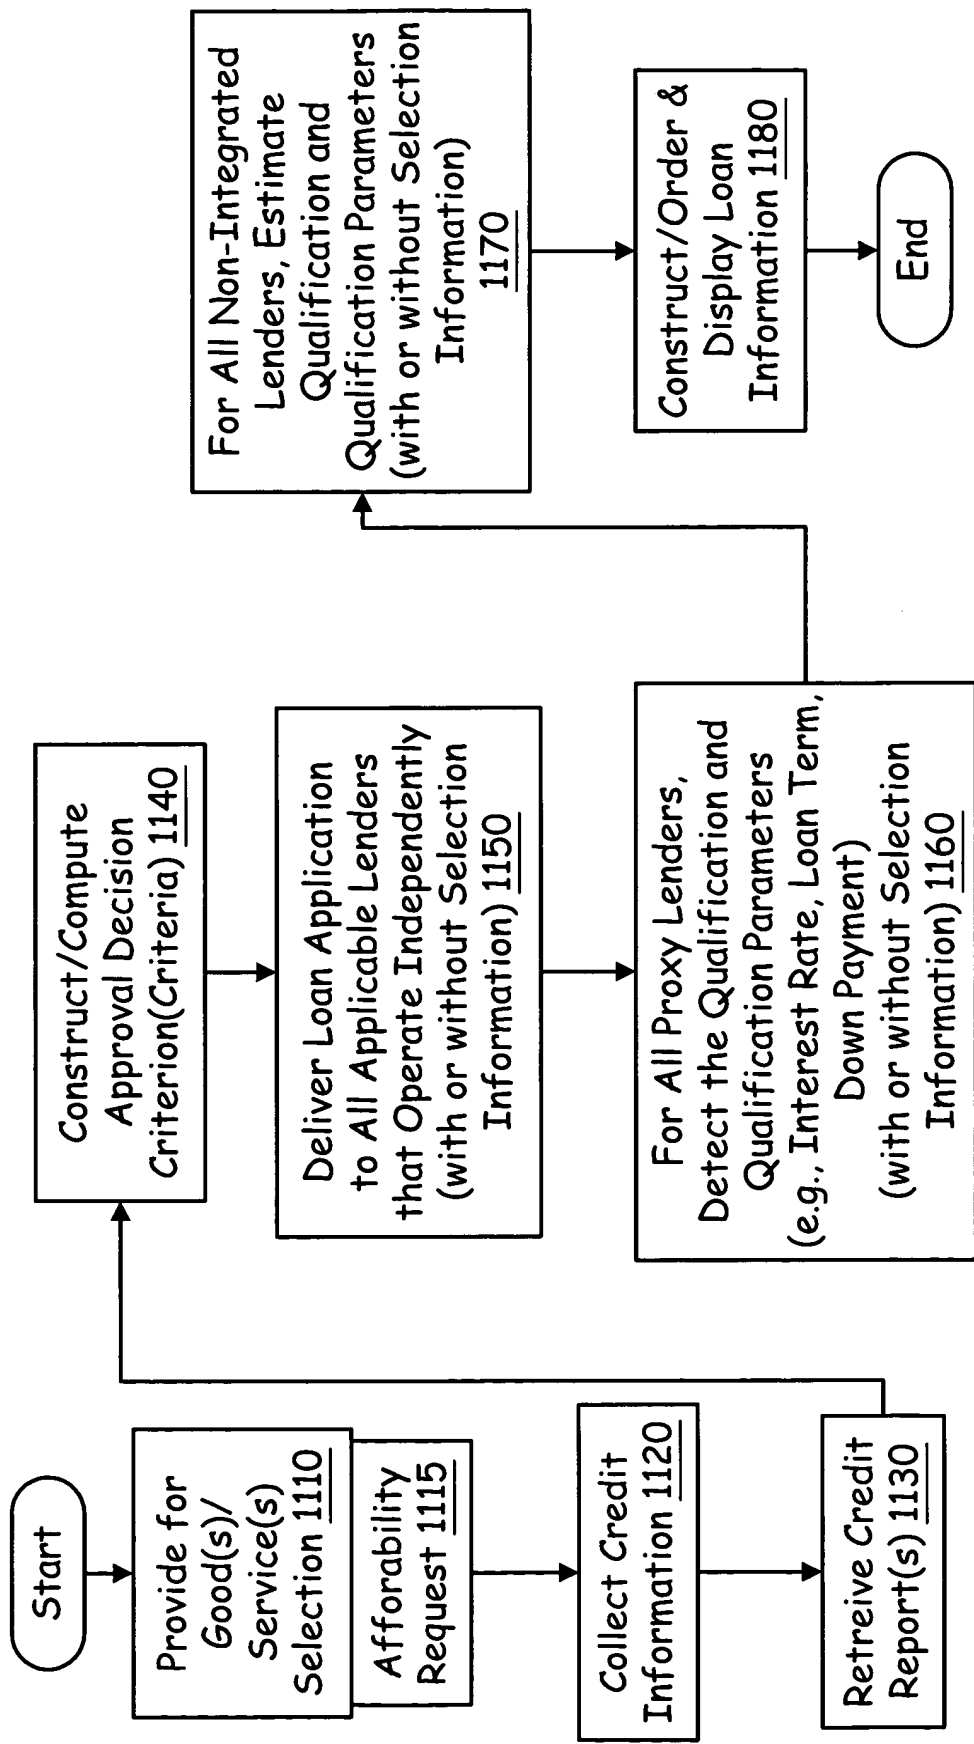 Start
Provide for
Good(s)/
Service(s)
Selection 1110
Afforability
Request 1115
Collect Credit
Information 1120
Retreive Credit
Report(s) 1130
Construct/Compute
Approval Decision
Criterion(Criteria) 1140
Deliver Loan Application
to All Applicable Lenders
that Operate Independently
(with or without Selection
Information) 1150
For All Proxy Lenders,
Detect the Qualification and
Qualification Parameters
(e.g., Interest Rate, Loan Term,
Down Payment)
(with or without Selection
Information) 1160
For All Non-Integrated
Lenders, Estimate
Qualification and
Qualification Parameters
(with or without Selection
Information)
1170
Construct/Order &
Display Loan
Information 1180
End